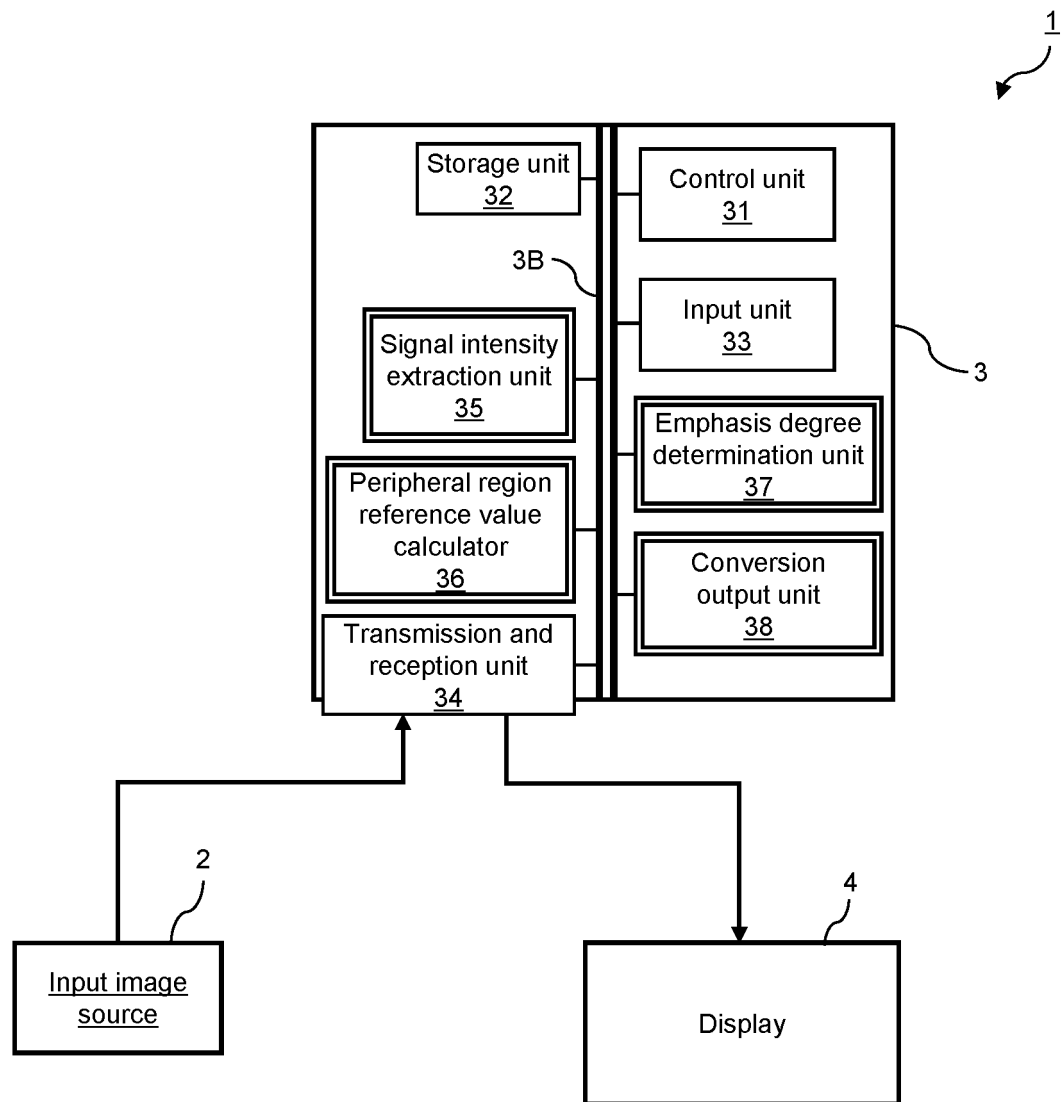 1
Storage unit
32
Control unit
31
3B
Input unit
33
3
Signal intensity
extraction unit
35
Emphasis degree
determination unit
37
Peripheral region
reference value
calculator
36
Conversion
output unit
38
Transmission and
reception unit
34
2
Input image
source
4
Display